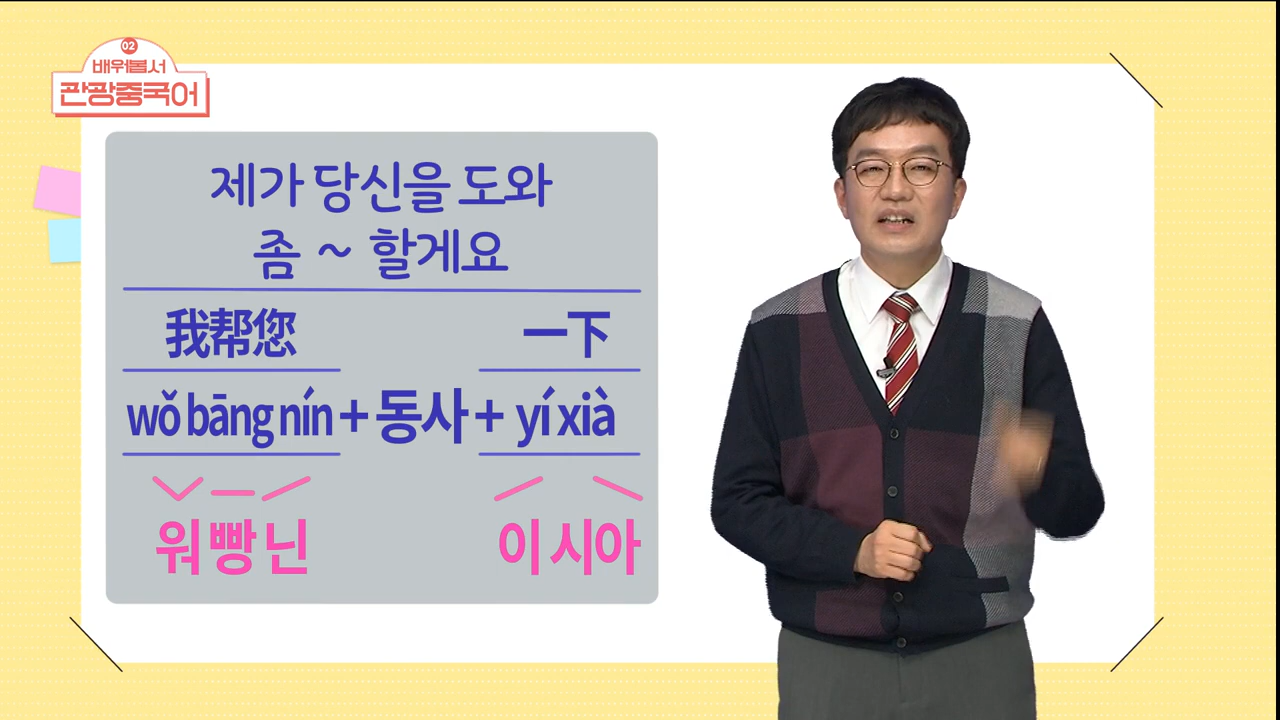 02
배워봅서
관광중국어
제가 당신을 도와
좀 ~ 할게요
我帮您 一下
wǒ bāng nín + 동사 + yí xià
워 빵 닌 이 시아